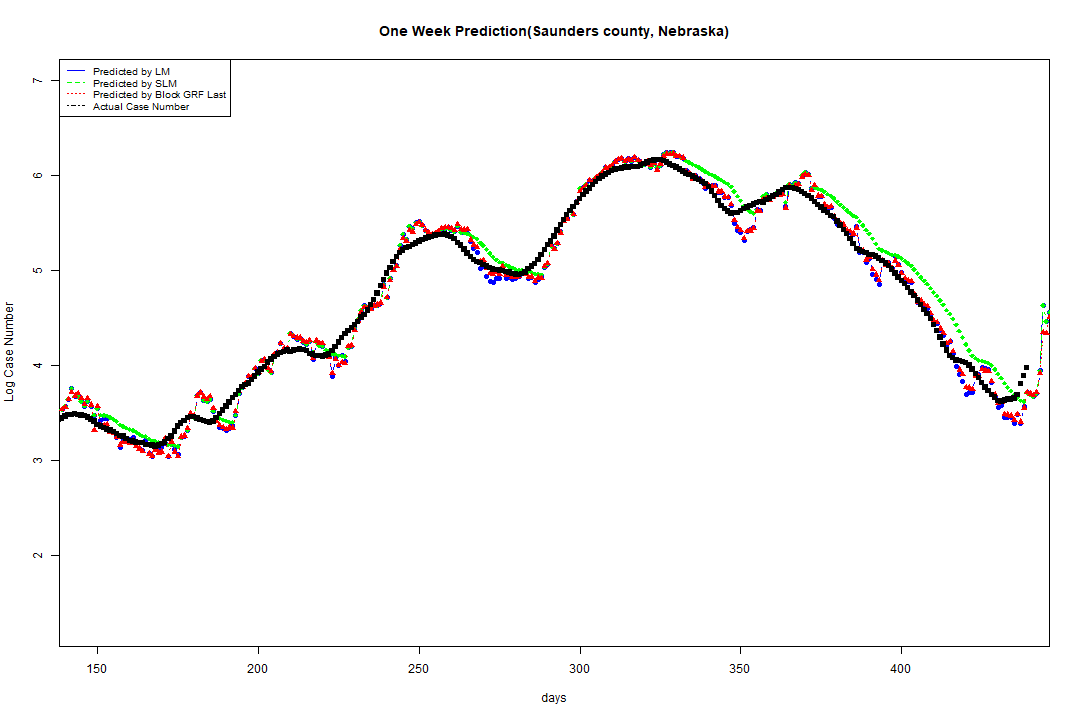 One Week Prediction(Saunders county, Nebraska)
Predicted by LM
Predicted by SLM
Predicted by Block GRF Last
Actual Case Number
7
6
5
4
3
2
Log Case Number
150 200 250 300 350 400
days